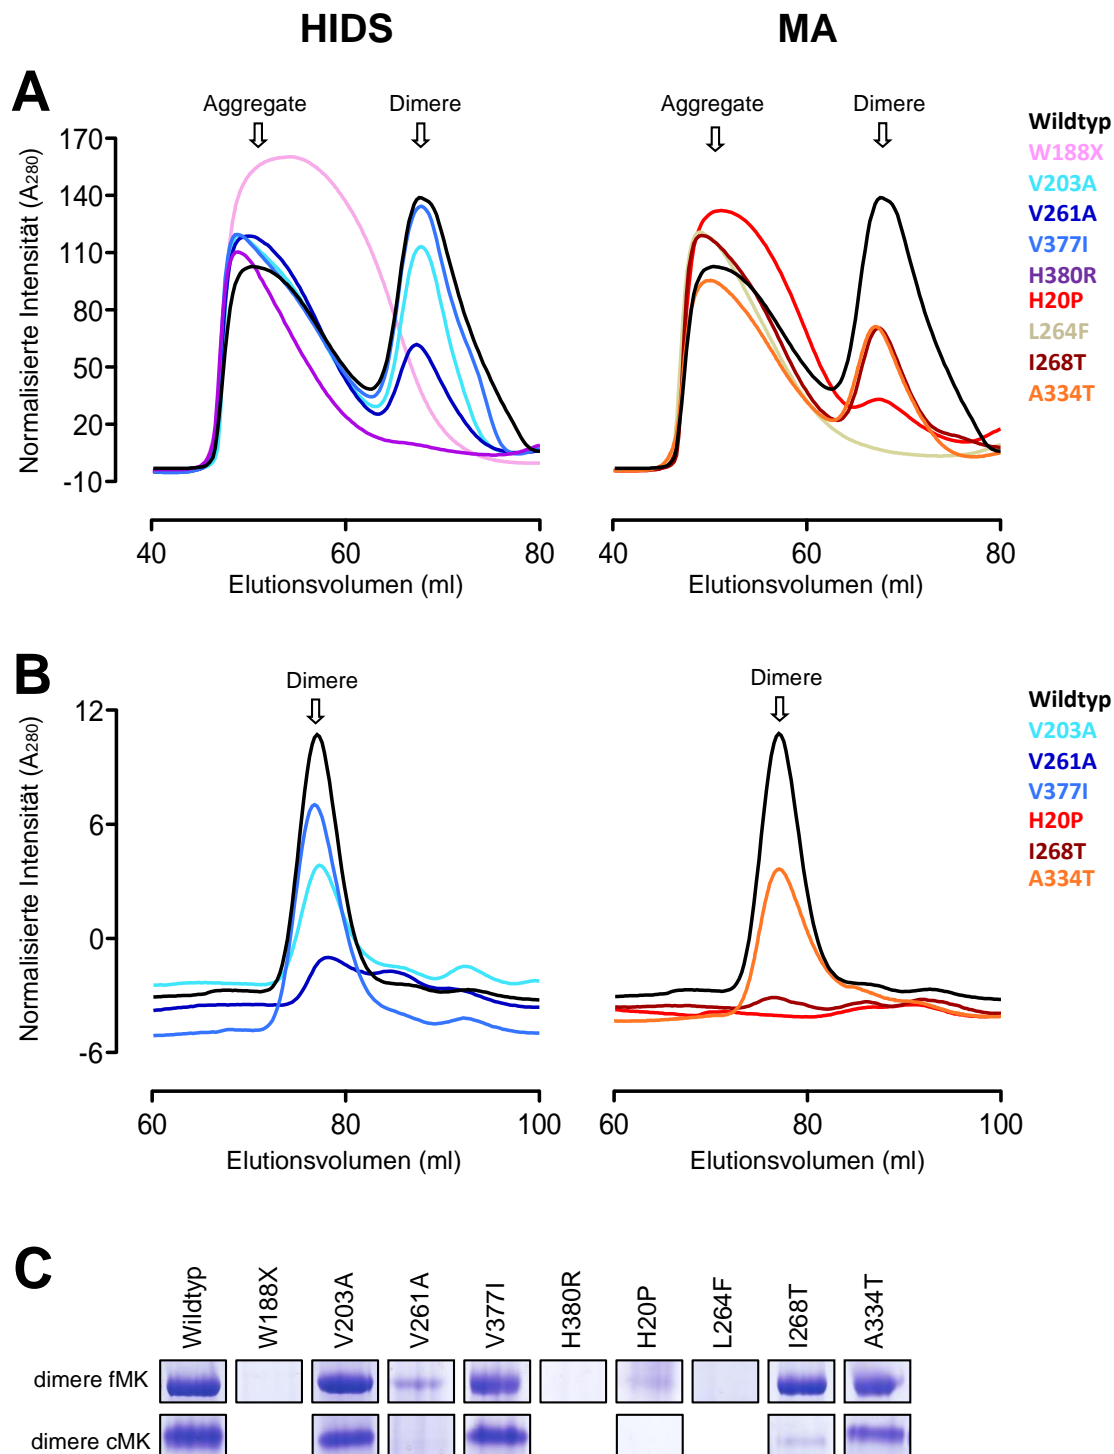 HIDS MA
A
Aggregate Dimere Aggregate Dimere
Normalisierte Intensität (A280)
170
140
110
80
50
20
-10
40 60 80 40 60 80
Elutionsvolumen (ml) Elutionsvolumen (ml)
Wildtyp
W188X
V203A
V261A
V377I
H380R
H20P
L264F
I268T
A334T
B
Dimere Dimere
Normalisierte Intensität (A280)
12
6
0
-6
60 80 100 60 80 100
Elutionsvolumen (ml) Elutionsvolumen (ml)
Wildtyp
V203A
V261A
V377I
H20P
I268T
A334T
C
Wildtyp W188X V203A V261A V377I H380R H20P L264F I268T A334T
dimere fMK
dimere cMK